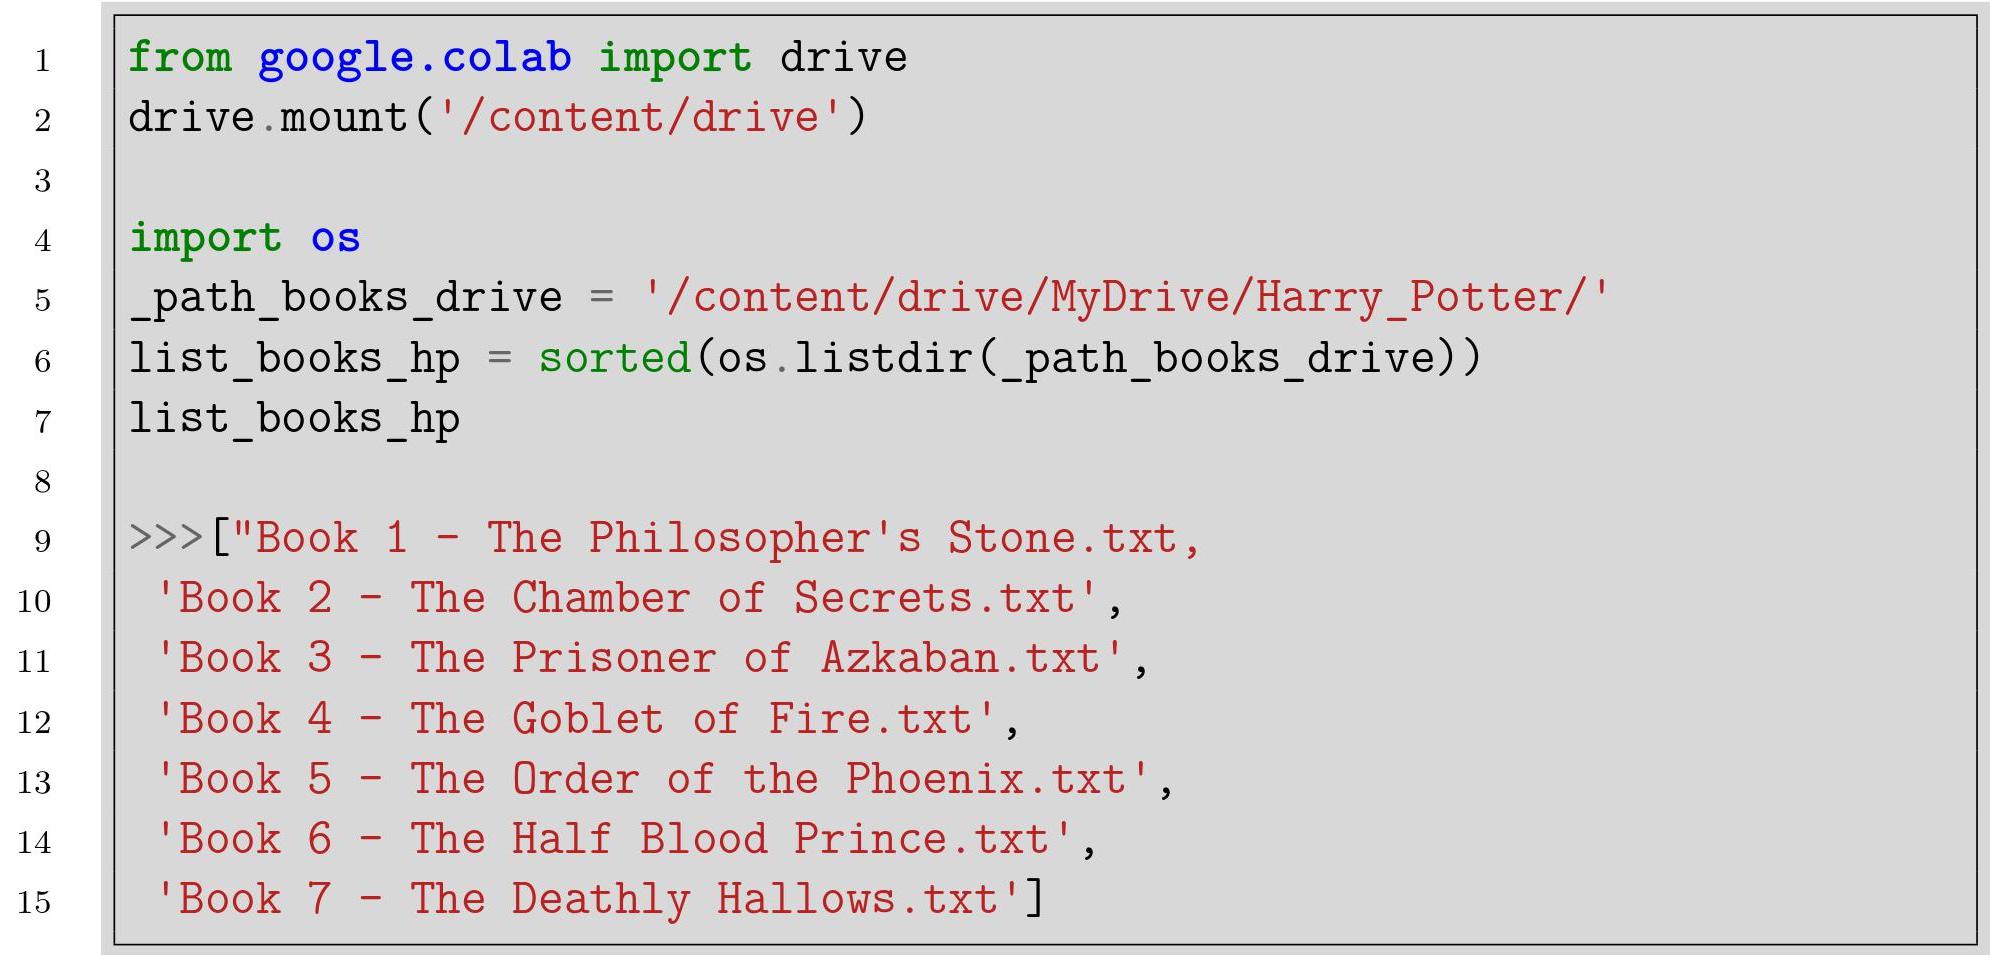 1 from google.colab import drive
2 drive.mount('/content/drive')
3
4 import os
5 _path_books_drive = '/content/drive/MyDrive/Harry_Potter/'
6 list_books_hp = sorted(os.listdir(_path_books_drive))
7 list_books_hp
8
9 >>>["Book 1 - The Philosopher's Stone.txt,
10 'Book 2 - The Chamber of Secrets.txt',
11 'Book 3 - The Prisoner of Azkaban.txt',
12 'Book 4 - The Goblet of Fire.txt',
13 'Book 5 - The Order of the Phoenix.txt',
14 'Book 6 - The Half Blood Prince.txt',
15 'Book 7 - The Deathly Hallows.txt']